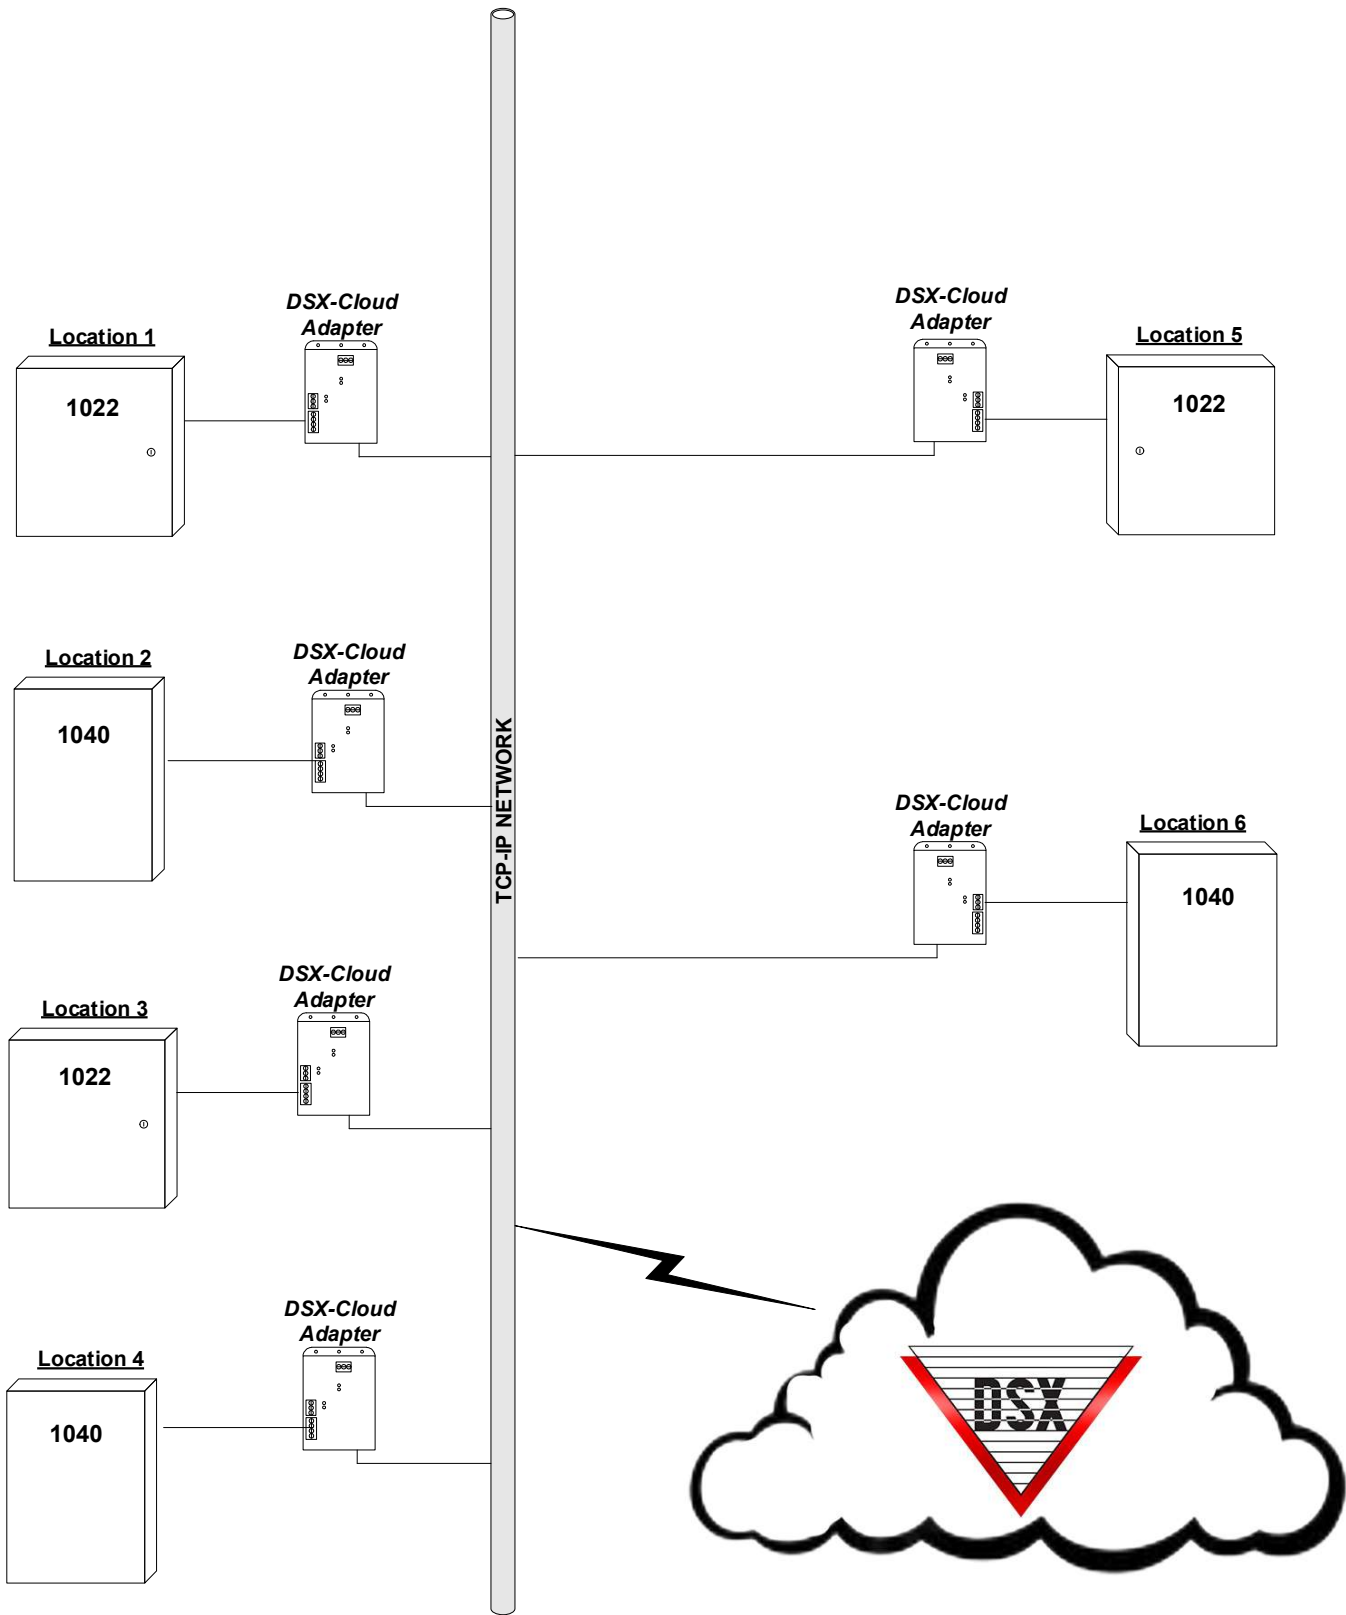 DSX-Cloud
Adapter
Location 1
1022
DSX-Cloud
Adapter
Location 5
1022
DSX-Cloud
Adapter
Location 2
1040
TCP-IP NETWORK
DSX-Cloud
Adapter
Location 6
1040
DSX-Cloud
Adapter
Location 3
1022
DSX-Cloud
Adapter
Location 4
1040
DSX